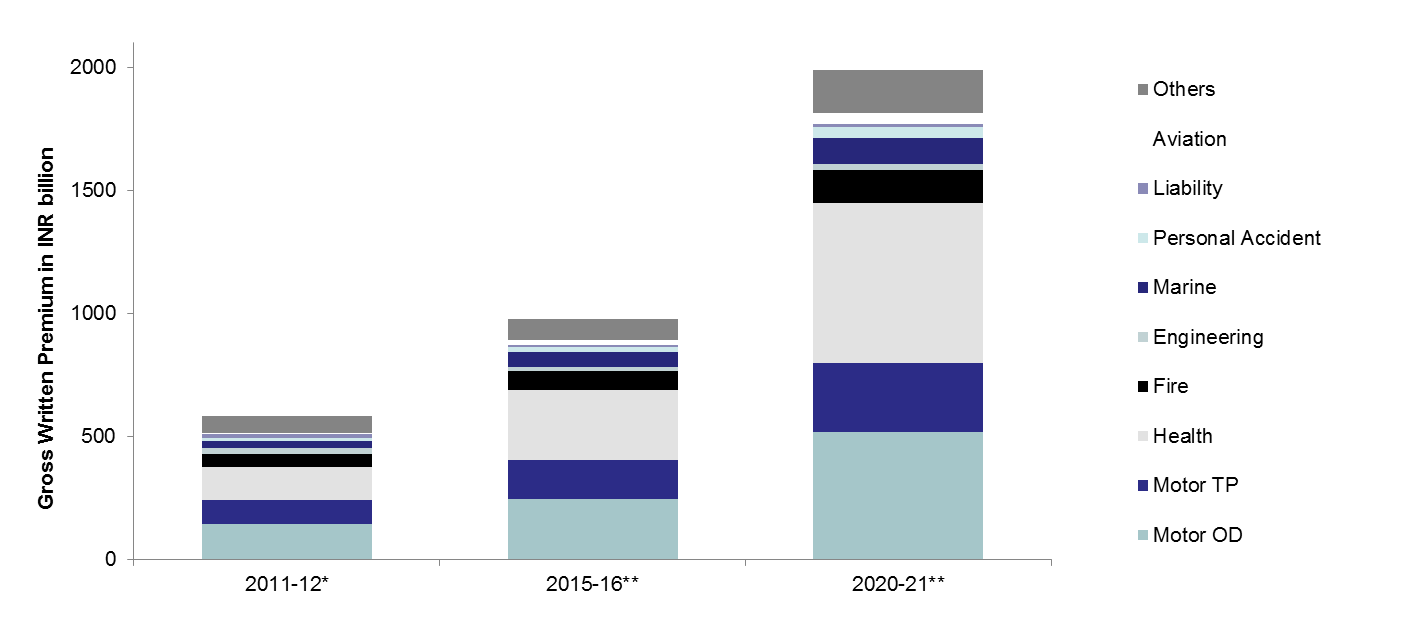 Gross Written Premium in INR billion
2000
1500
1000
500
0
2011-12*
2015-16**
2020-21**
Others
Aviation
Liability
Personal Accident
Marine
Engineering
Fire
Health
Motor TP
Motor OD